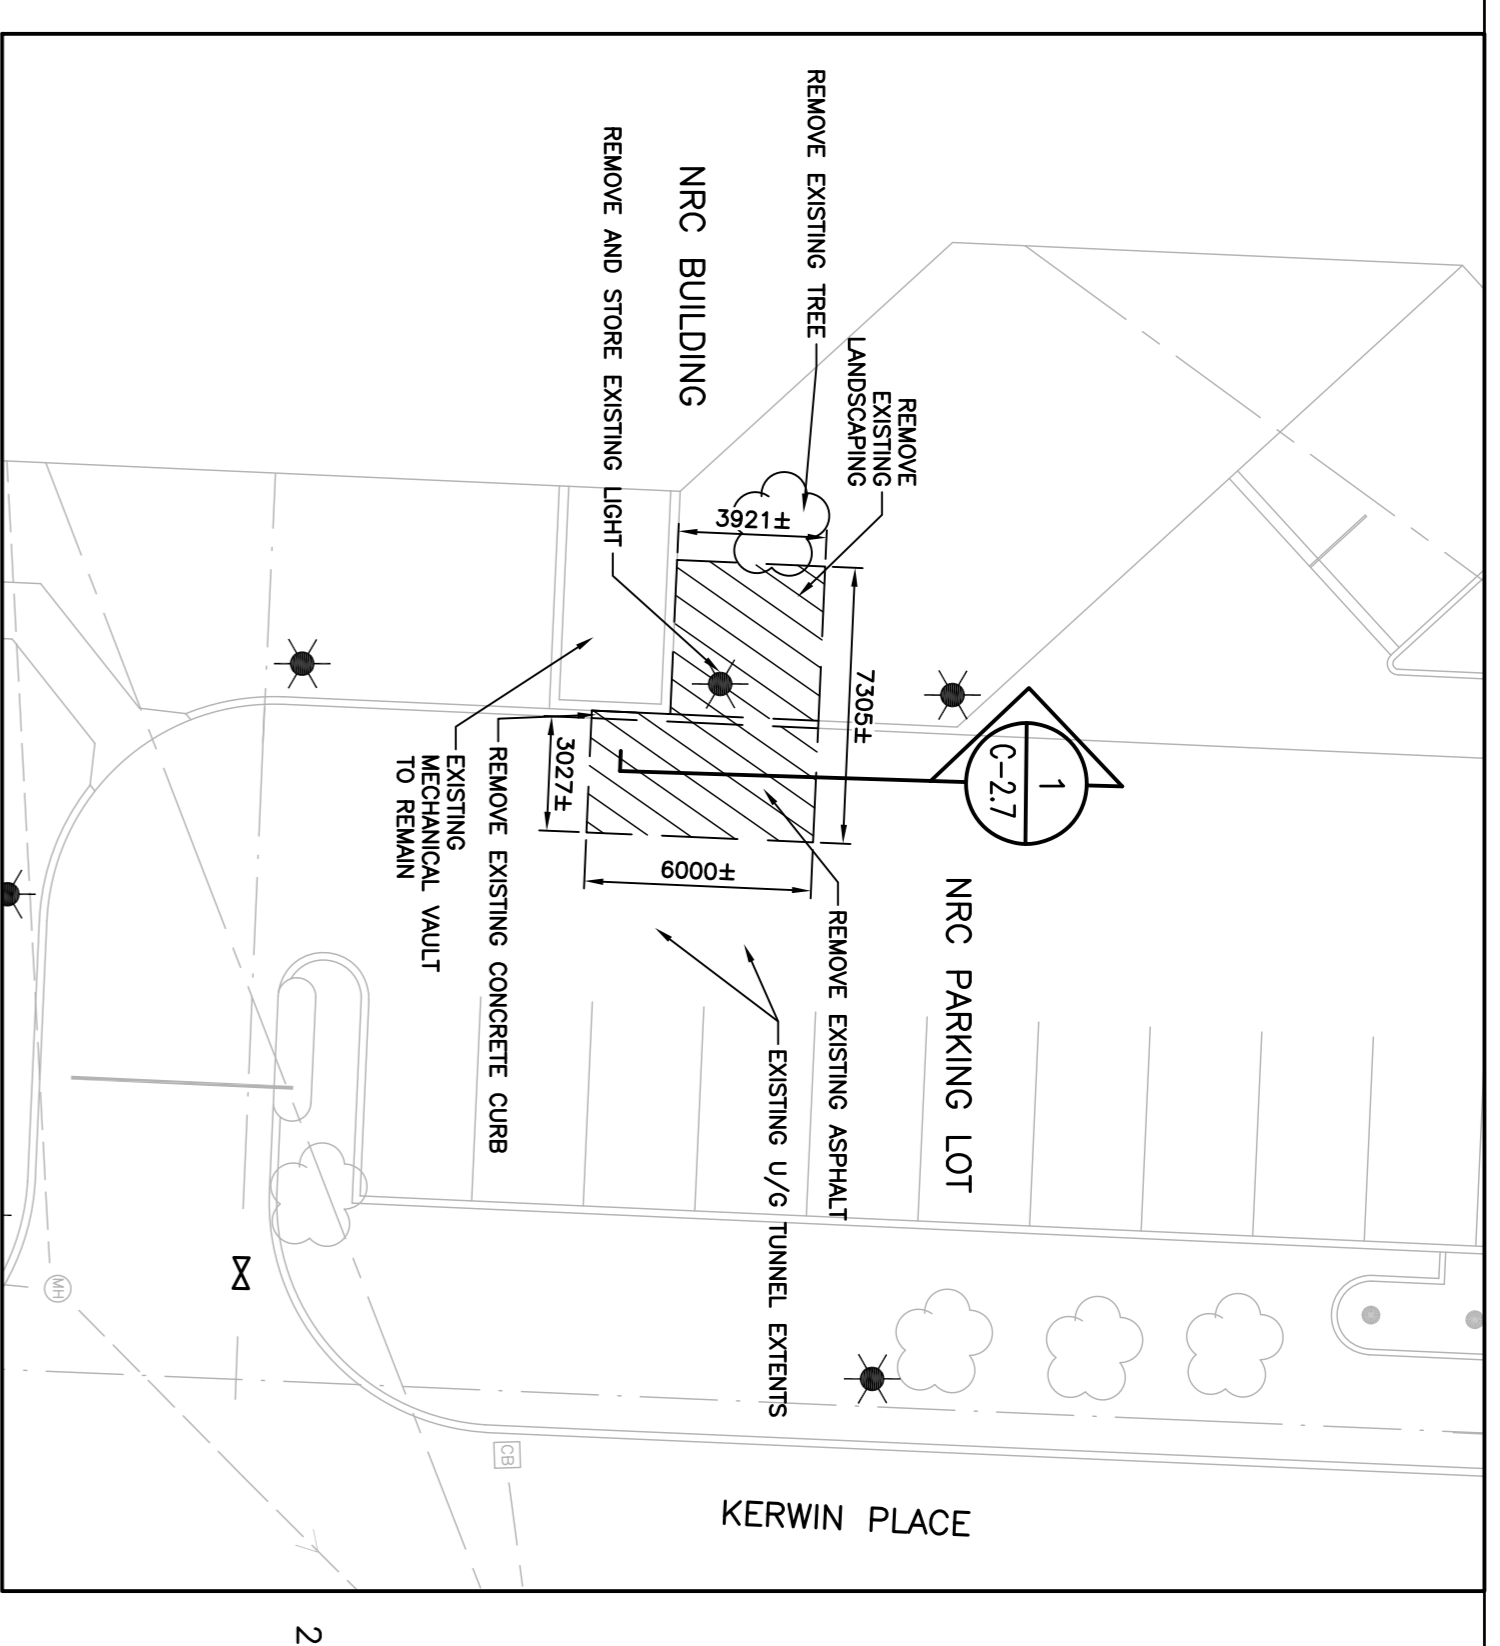 REMOVE EXISTING TREE
REMOVE
EXISTING
LANDSCAPING
NRC BUILDING
REMOVE AND STORE EXISTING LIGHT
3921±
7305±
3027±
6000±
1
C-2.7
NRC PARKING LOT
REMOVE EXISTING ASPHALT
EXISTING U/G TUNNEL EXTENTS
REMOVE EXISTING CONCRETE CURB
EXISTING
MECHANICAL VAULT
TO REMAIN
MH
CB
KERWIN PLACE
2